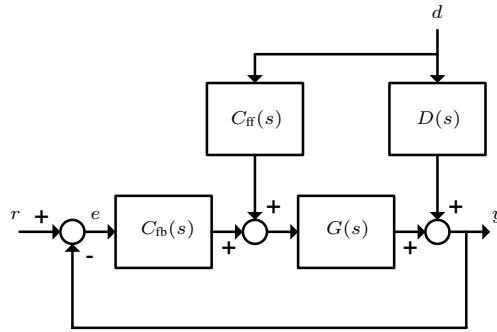 d
C_ff(s)
D(s)
r + e C_fb(s) + + G(s) + + y
-